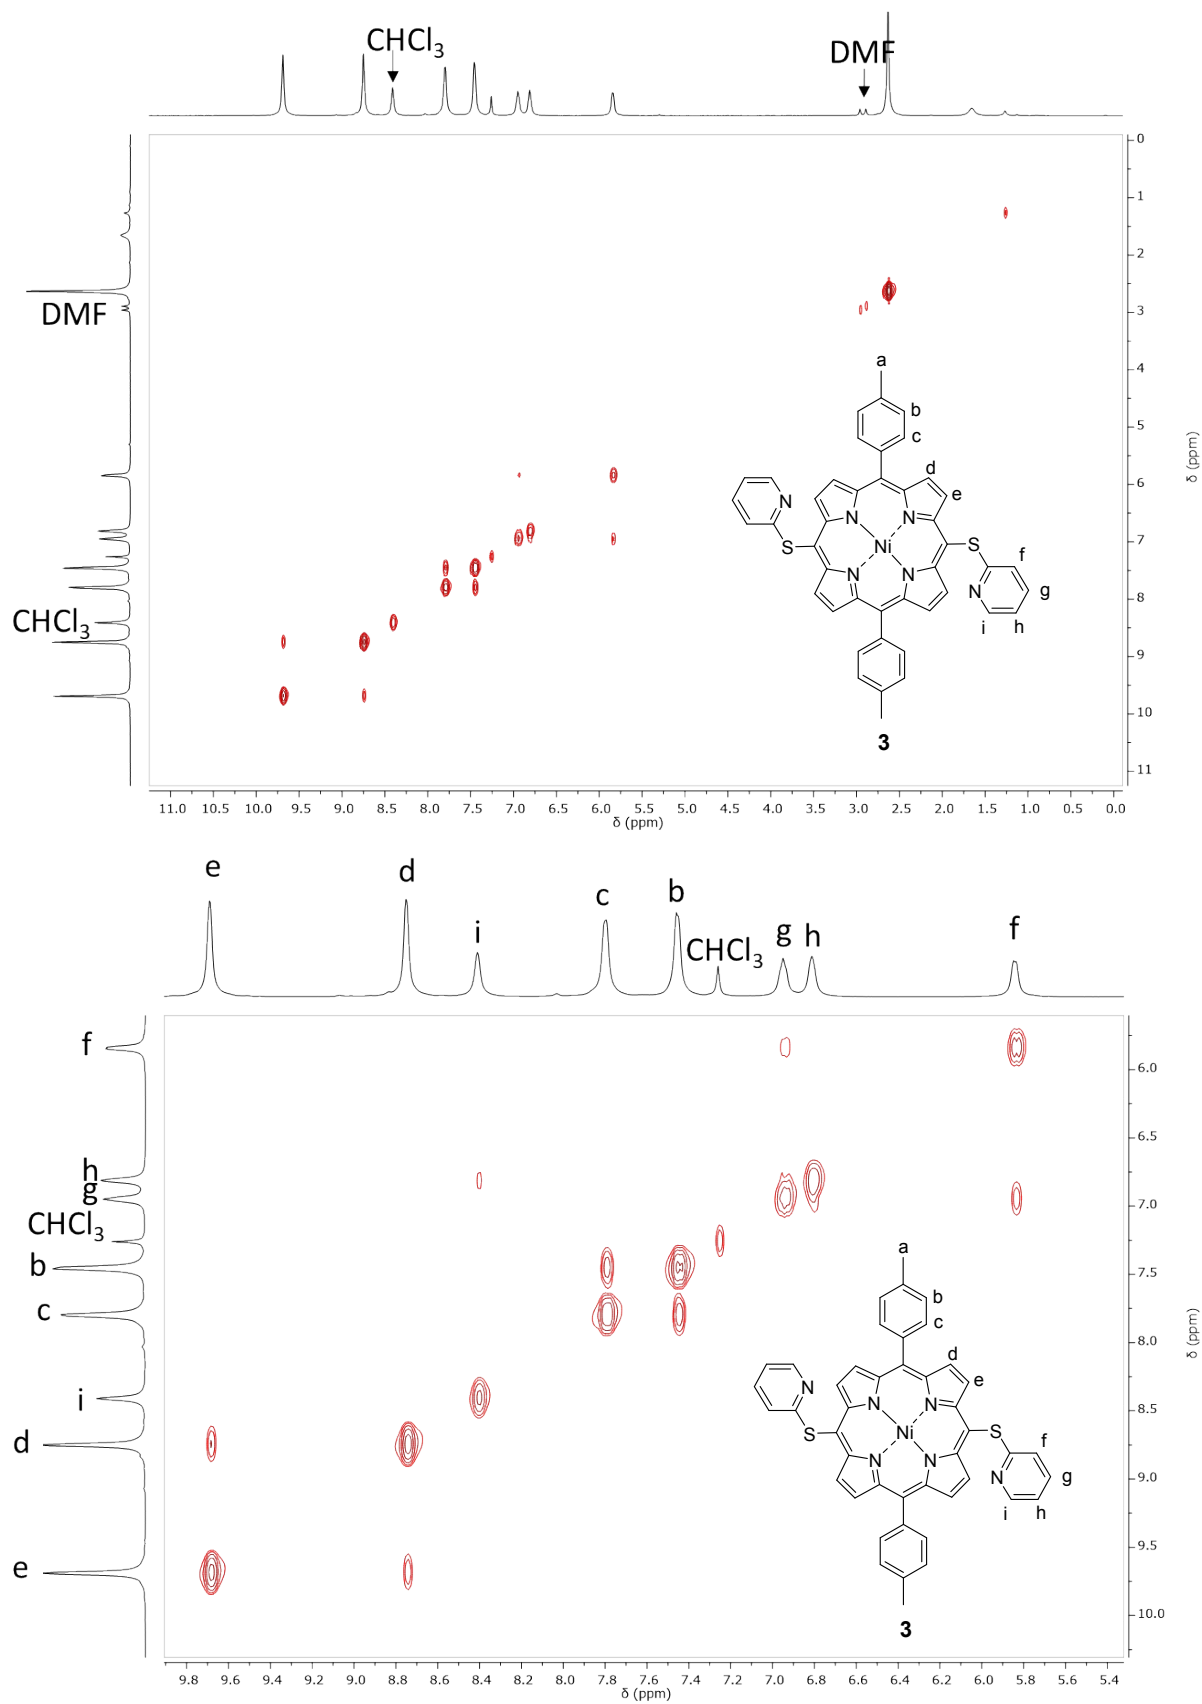 CHCl3
DMF
DMF
CHCl3
0
1
2
3
4
5
6
7
8
9
10
11
δ (ppm)
a
b
c
d
e
N
N
N
S
Ni
S
f
N
N
N
g
i
h
3
11.0 10.5 10.0 9.5 9.0 8.5 8.0 7.5 7.0 6.5 6.0 5.5 5.0 4.5 4.0 3.5 3.0 2.5 2.0 1.5 1.0 0.5 0.0
δ (ppm)
e
d
i
c
b
CHCl3
g
h
f
f
h
g
CHCl3
b
c
i
d
e
6.0
6.5
7.0
7.5
8.0
8.5
9.0
9.5
10.0
δ (ppm)
a
b
c
d
e
N
N
N
S
Ni
S
f
N
N
N
g
i
h
3
9.8 9.6 9.4 9.2 9.0 8.8 8.6 8.4 8.2 8.0 7.8 7.6 7.4 7.2 7.0 6.8 6.6 6.4 6.2 6.0 5.8 5.6 5.4
δ (ppm)